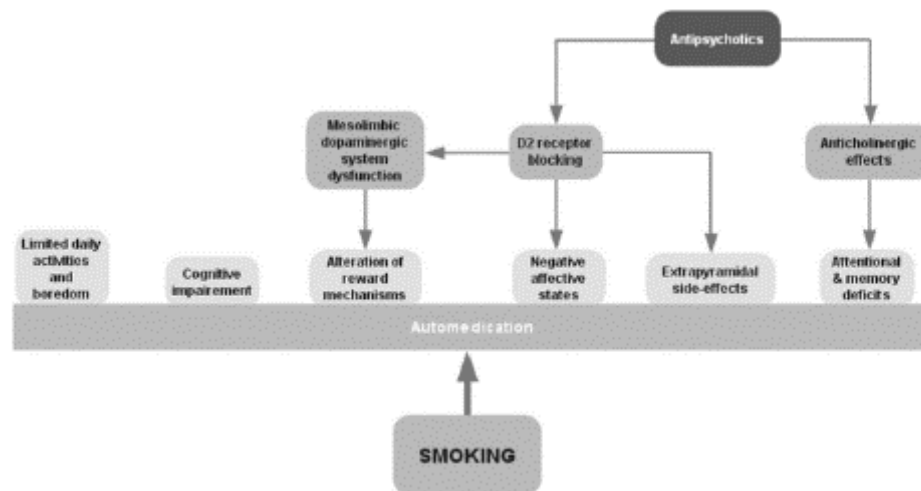 Antipsychotics
Mesolimbic
dopaminergic
system
dysfunction
D2 receptor
blocking
Anticholinergic
effects
Limited daily
activities
and
boredom
Cognitive
impairement
Alteration of
reward
mechanisms
Negative
affective
states
Extrapyramidal
side-effects
Attentional
& memory
deficits
Automedication
SMOKING